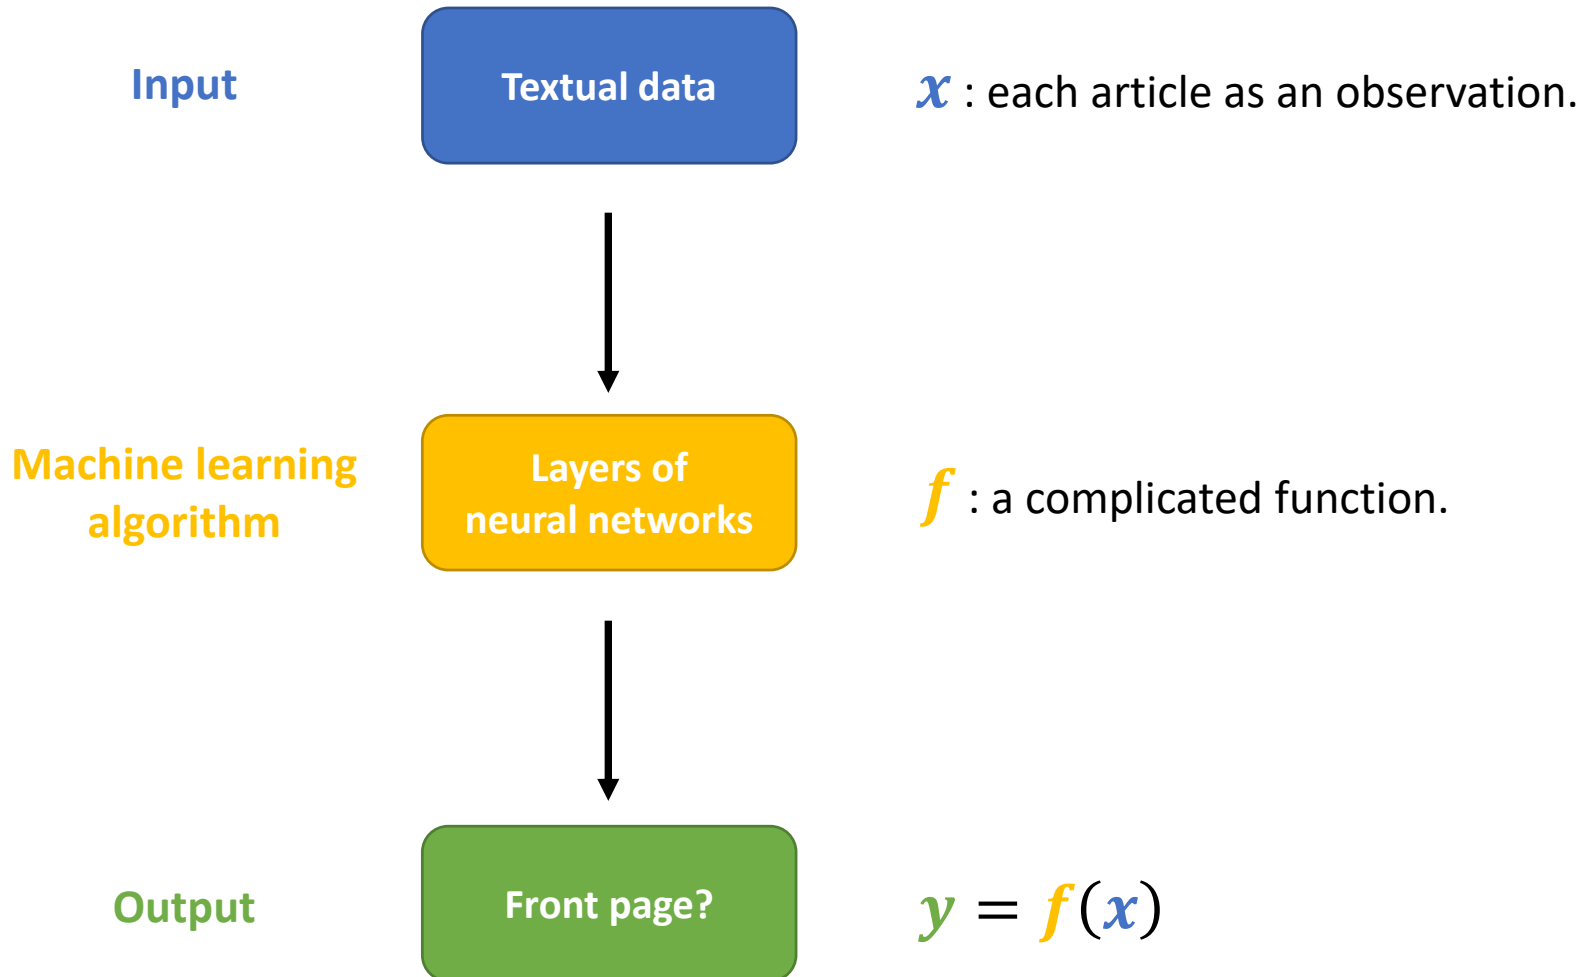 Input
Textual data
x : each article as an observation.
Machine learning
algorithm
Layers of
neural networks
f : a complicated function.
Output
Front page?
y = f(x)